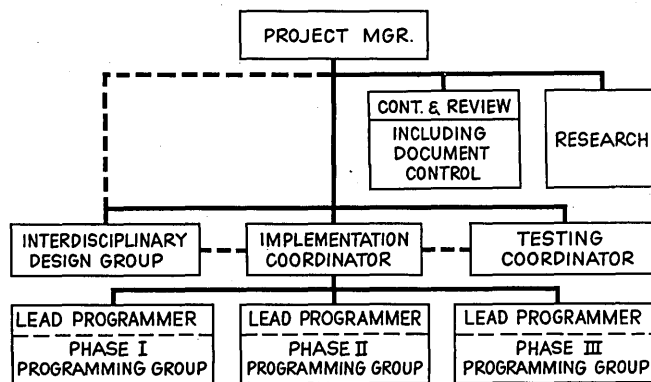 PROJECT MGR.
CONT. & REVIEW
INCLUDING
DOCUMENT
CONTROL
RESEARCH
INTERDISCIPLINARY
DESIGN GROUP
IMPLEMENTATION
COORDINATOR
TESTING
COORDINATOR
LEAD PROGRAMMER
PHASE I
PROGRAMMING GROUP
LEAD PROGRAMMER
PHASE II
PROGRAMMING GROUP
LEAD PROGRAMMER
PHASE III
PROGRAMMING GROUP